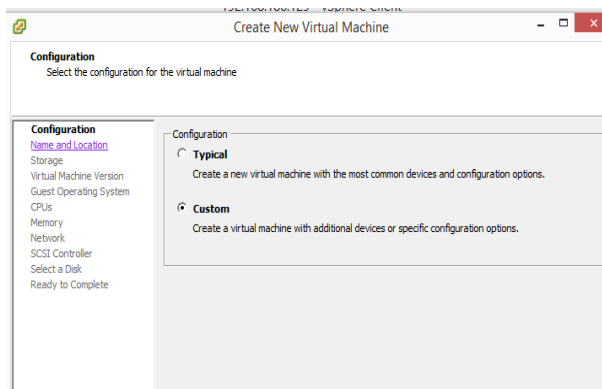 Create New Virtual Machine
Configuration
Select the configuration for the virtual machine
Configuration
Name and Location
Storage
Virtual Machine Version
Guest Operating System
CPUs
Memory
Network
SCSI Controller
Select a Disk
Ready to Complete
Configuration
Typical
Create a new virtual machine with the most common devices and configuration options.
Custom
Create a virtual machine with additional devices or specific configuration options.